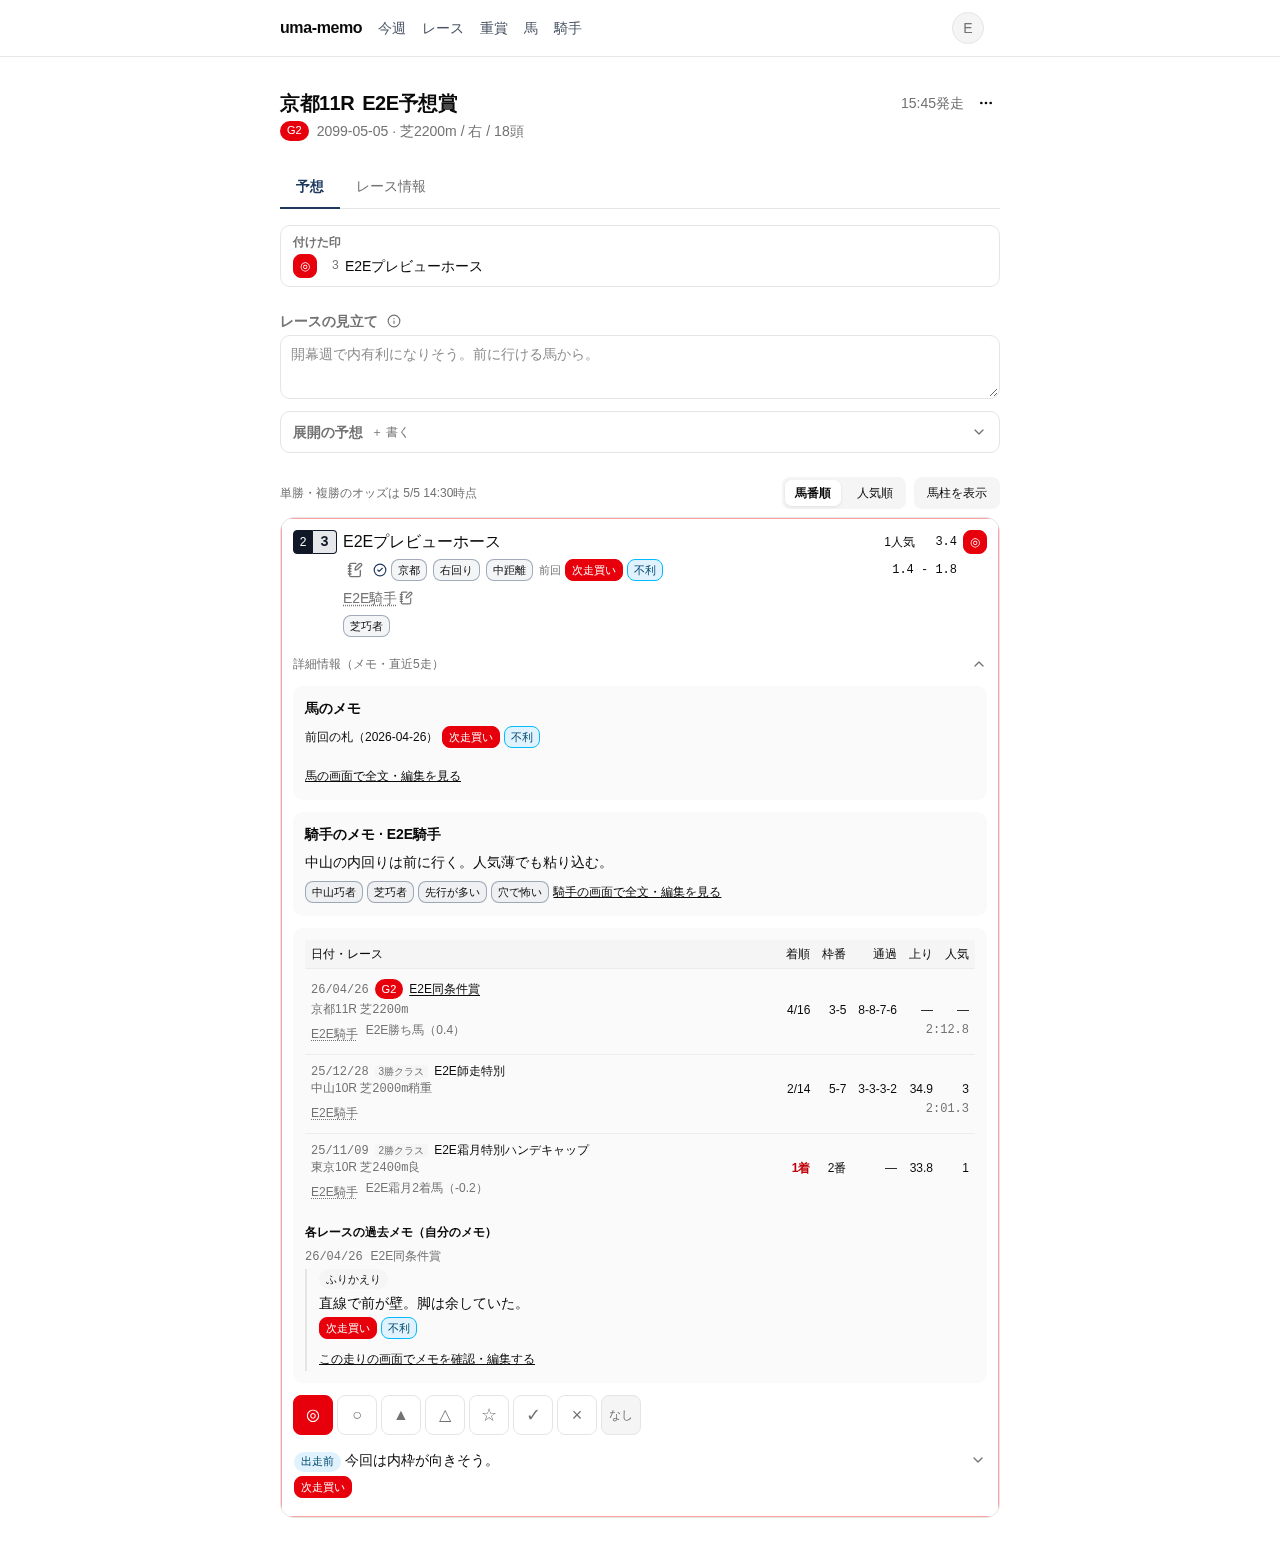 uma-memo 今週 レース 重賞 馬 騎手 E
京都11R E2E予想賞 15:45発走 …
G2 2099-05-05 · 芝2200m / 右 / 18頭
予想 レース情報
付けた印
◎ 3 E2Eプレビューホース
レースの見立て
開幕週で内有利になりそう。前に行ける馬から。
展開の予想 + 書く
単勝・複勝のオッズは 5/5 14:30時点 馬番順 人気順 馬柱を表示
2 3 E2Eプレビューホース 1人気 3.4 ◎
京都 右回り 中距離 前回 次走買い 不利 1.4 - 1.8
E2E騎手
芝巧者
詳細情報（メモ・直近5走）
馬のメモ
前回の札（2026-04-26） 次走買い 不利
馬の画面で全文・編集を見る
騎手のメモ · E2E騎手
中山の内回りは前に行く。人気薄でも粘り込む。
中山巧者 芝巧者 先行が多い 穴で怖い 騎手の画面で全文・編集を見る
日付・レース 着順 枠番 通過 上り 人気
26/04/26 G2 E2E同条件賞
京都11R 芝2200m 4/16 3-5 8-8-7-6 — —
E2E騎手 E2E勝ち馬（0.4） 2:12.8
25/12/28 3勝クラス E2E師走特別
中山10R 芝2000m稍重 2/14 5-7 3-3-3-2 34.9 3
E2E騎手 2:01.3
25/11/09 2勝クラス E2E霜月特別ハンデキャップ
東京10R 芝2400m良 1着 2番 — 33.8 1
E2E騎手 E2E霜月2着馬（-0.2）
各レースの過去メモ（自分のメモ）
26/04/26 E2E同条件賞
ふりかえり
直線で前が壁。脚は余していた。
次走買い 不利
この走りの画面でメモを確認・編集する
◎ ○ ▲ △ ☆ ✓ × なし
出走前 今回は内枠が向きそう。
次走買い